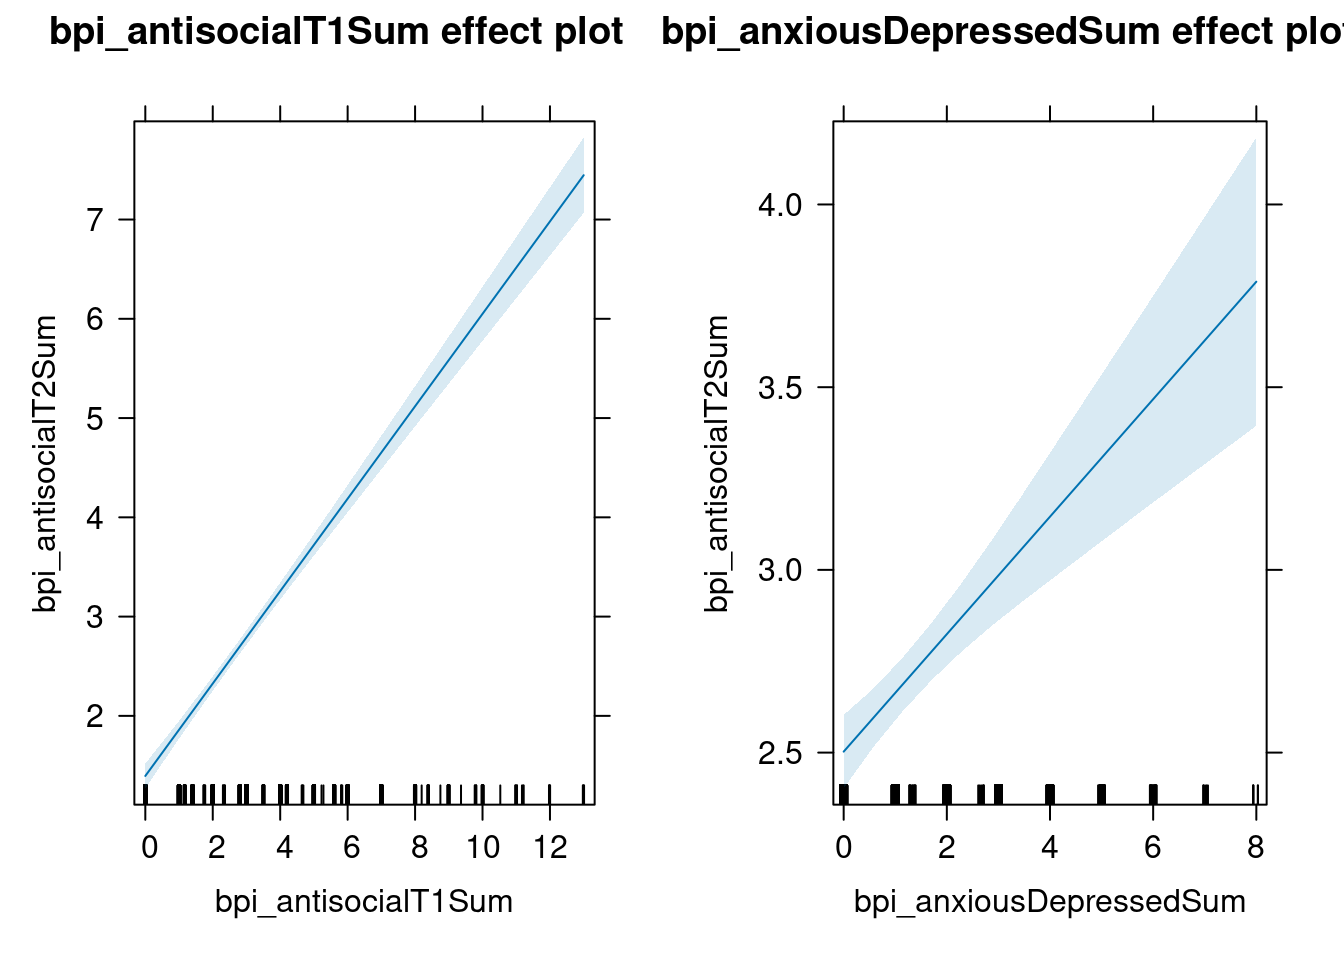 bpi_antisocialT1Sum effect plot
7
6
5
4
3
2
bpi_antisocialT2Sum
0 2 4 6 8 10 12
bpi_antisocialT1Sum
bpi_anxiousDepressedSum effect plot
4.0
3.5
3.0
2.5
bpi_antisocialT2Sum
0 2 4 6 8
bpi_anxiousDepressedSum